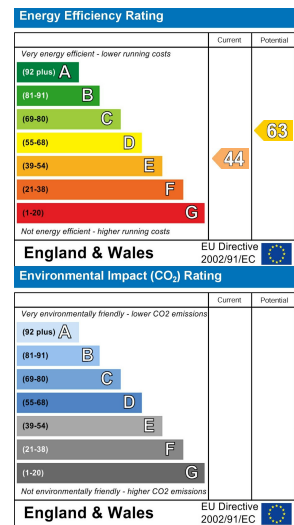 Energy Efficiency Rating
Current Potential
Very energy efficient - lower running costs
(92 plus) A
(81-91) B
(69-80) C
(55-68) D
(39-54) E
(21-38) F
(1-20) G
44
63
Not energy efficient - higher running costs
England & Wales
EU Directive
2002/91/EC
Environmental Impact (CO₂) Rating
Current Potential
Very environmentally friendly - lower CO2 emissions
(92 plus) A
(81-91) B
(69-80) C
(55-68) D
(39-54) E
(21-38) F
(1-20) G
Not environmentally friendly - higher CO2 emissions
England & Wales
EU Directive
2002/91/EC